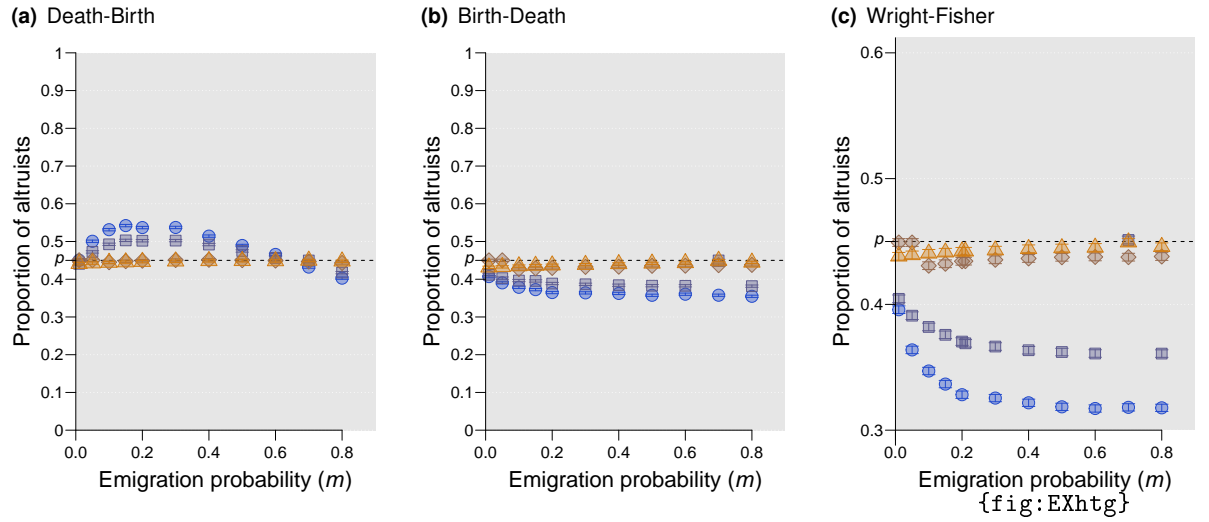 (a) Death-Birth
Proportion of altruists
1
0.9
0.8
0.7
0.6
0.5
p
0.4
0.3
0.2
0.1
0
0.0 0.2 0.4 0.6 0.8
Emigration probability (m)
(b) Birth-Death
Proportion of altruists
1
0.9
0.8
0.7
0.6
0.5
p
0.4
0.3
0.2
0.1
0
0.0 0.2 0.4 0.6 0.8
Emigration probability (m)
(c) Wright-Fisher
Proportion of altruists
0.6
0.5
p
0.4
0.3
0.0 0.2 0.4 0.6 0.8
Emigration probability (m)
{fig:EXhtg}